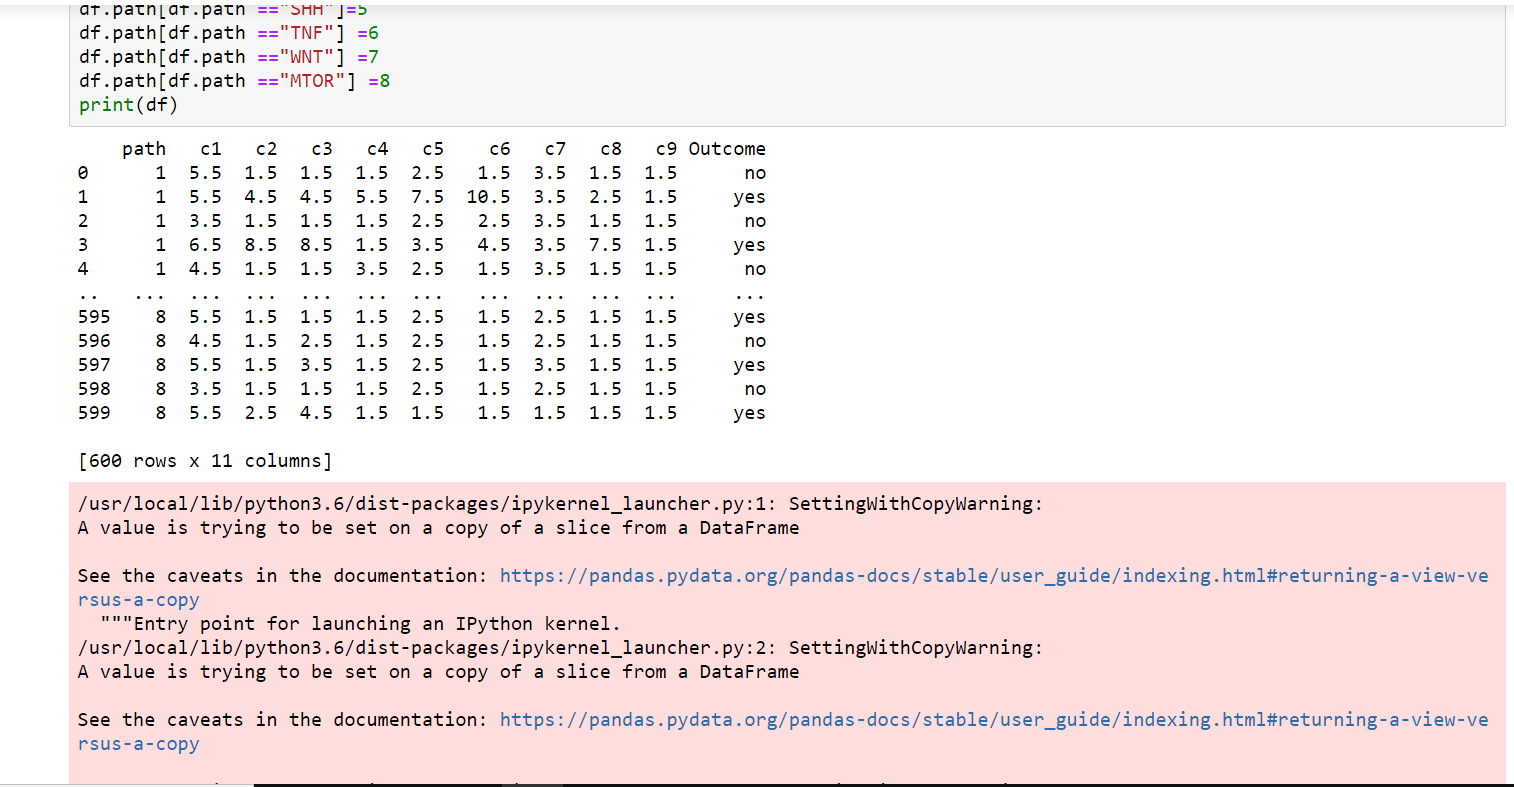 df.path[df.path =="SHH"]=5
df.path[df.path =="TNF"] =6
df.path[df.path =="WNT"] =7
df.path[df.path =="MTOR"] =8
print(df)
path c1 c2 c3 c4 c5 c6 c7 c8 c9 Outcome
0 1 5.5 1.5 1.5 1.5 2.5 1.5 3.5 1.5 1.5 no
1 1 5.5 4.5 4.5 5.5 7.5 10.5 3.5 2.5 1.5 yes
2 1 3.5 1.5 1.5 1.5 2.5 2.5 3.5 1.5 1.5 no
3 1 6.5 8.5 8.5 1.5 3.5 4.5 3.5 7.5 1.5 yes
4 1 4.5 1.5 1.5 3.5 2.5 1.5 3.5 1.5 1.5 no
.. ... ... ... ... ... ... ... ... ... ... ...
595 8 5.5 1.5 1.5 1.5 2.5 1.5 2.5 1.5 1.5 yes
596 8 4.5 1.5 2.5 1.5 2.5 1.5 2.5 1.5 1.5 no
597 8 5.5 1.5 3.5 1.5 2.5 1.5 3.5 1.5 1.5 yes
598 8 3.5 1.5 1.5 1.5 2.5 1.5 2.5 1.5 1.5 no
599 8 5.5 2.5 4.5 1.5 1.5 1.5 1.5 1.5 1.5 yes
[600 rows x 11 columns]
/usr/local/lib/python3.6/dist-packages/ipykernel_launcher.py:1: SettingWithCopyWarning:
A value is trying to be set on a copy of a slice from a DataFrame
See the caveats in the documentation: https://pandas.pydata.org/pandas-docs/stable/user_guide/indexing.html#returning-a-view-ve
rsus-a-copy
"""Entry point for launching an IPython kernel.
/usr/local/lib/python3.6/dist-packages/ipykernel_launcher.py:2: SettingWithCopyWarning:
A value is trying to be set on a copy of a slice from a DataFrame
See the caveats in the documentation: https://pandas.pydata.org/pandas-docs/stable/user_guide/indexing.html#returning-a-view-ve
rsus-a-copy